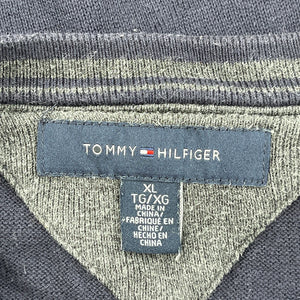 TOMMY HILFIGER
XL
TG/XG
MADE IN
CHINA/
FABRIQUÉ EN
CHINE/
HECHO EN
CHINA